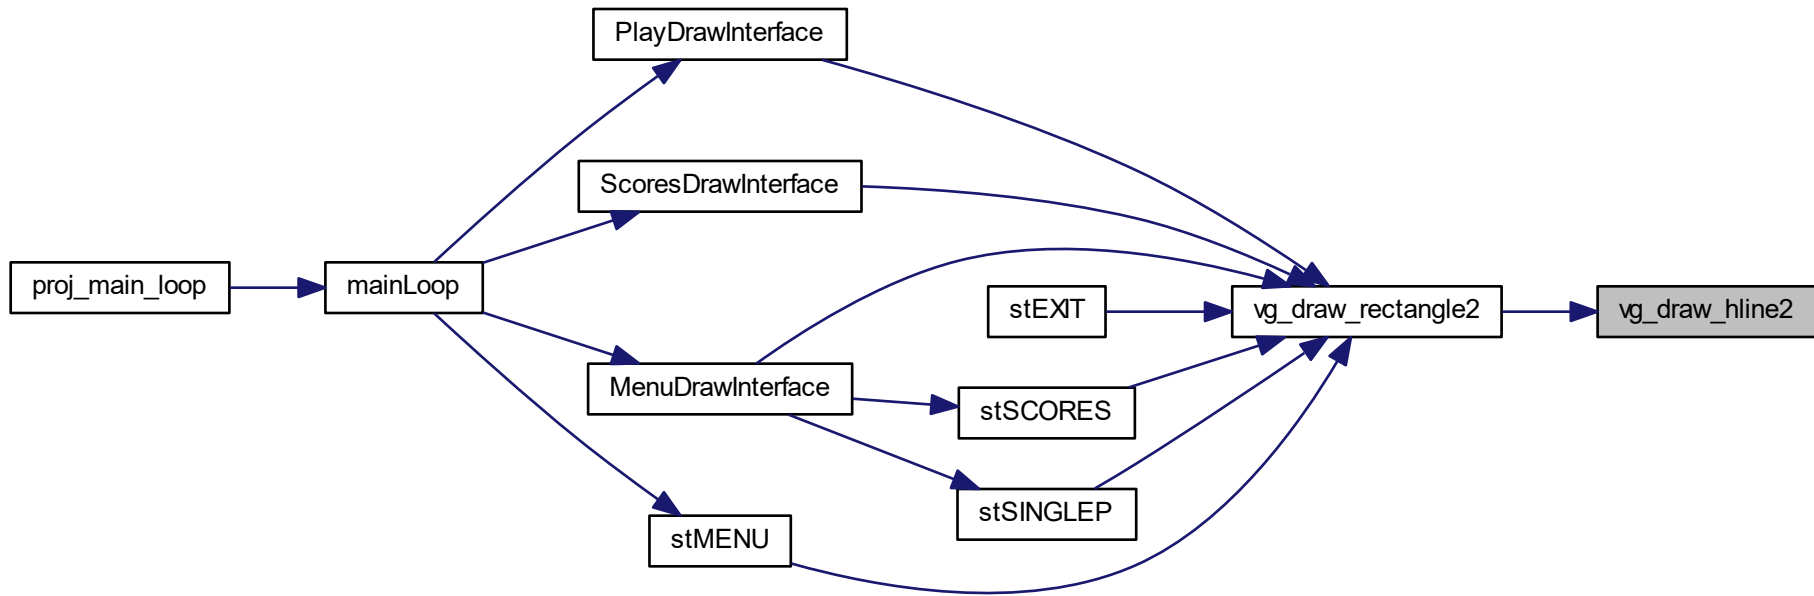 PlayDrawInterface
ScoresDrawInterface
proj_main_loop
mainLoop
stEXIT
vg_draw_rectangle2
vg_draw_hline2
MenuDrawInterface
stSCORES
stSINGLEP
stMENU